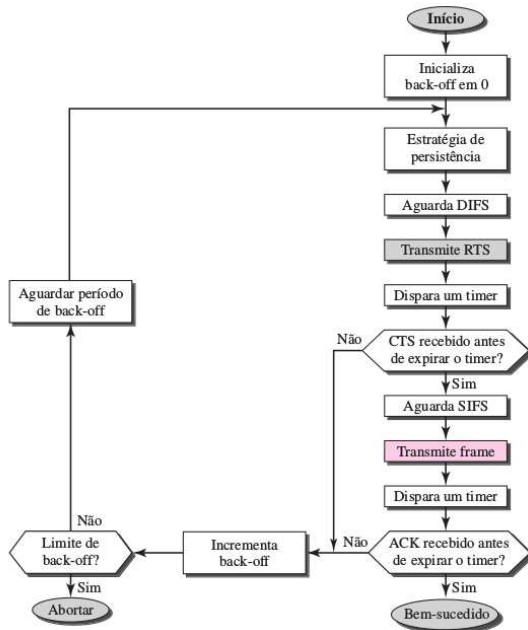 Início
Inicializa
back-off em 0
Estratégia de
persistência
Aguarda DIFS
Transmite RTS
Dispara um timer
Aguardar período
de back-off
Não
CTS recebido antes
de expirar o timer?
Sim
Aguarda SIFS
Transmite frame
Dispara um timer
Não
Limite de
back-off?
Incrementa
back-off
Não
ACK recebido antes
de expirar o timer?
Sim
Sim
Abortar
Bem-sucedido